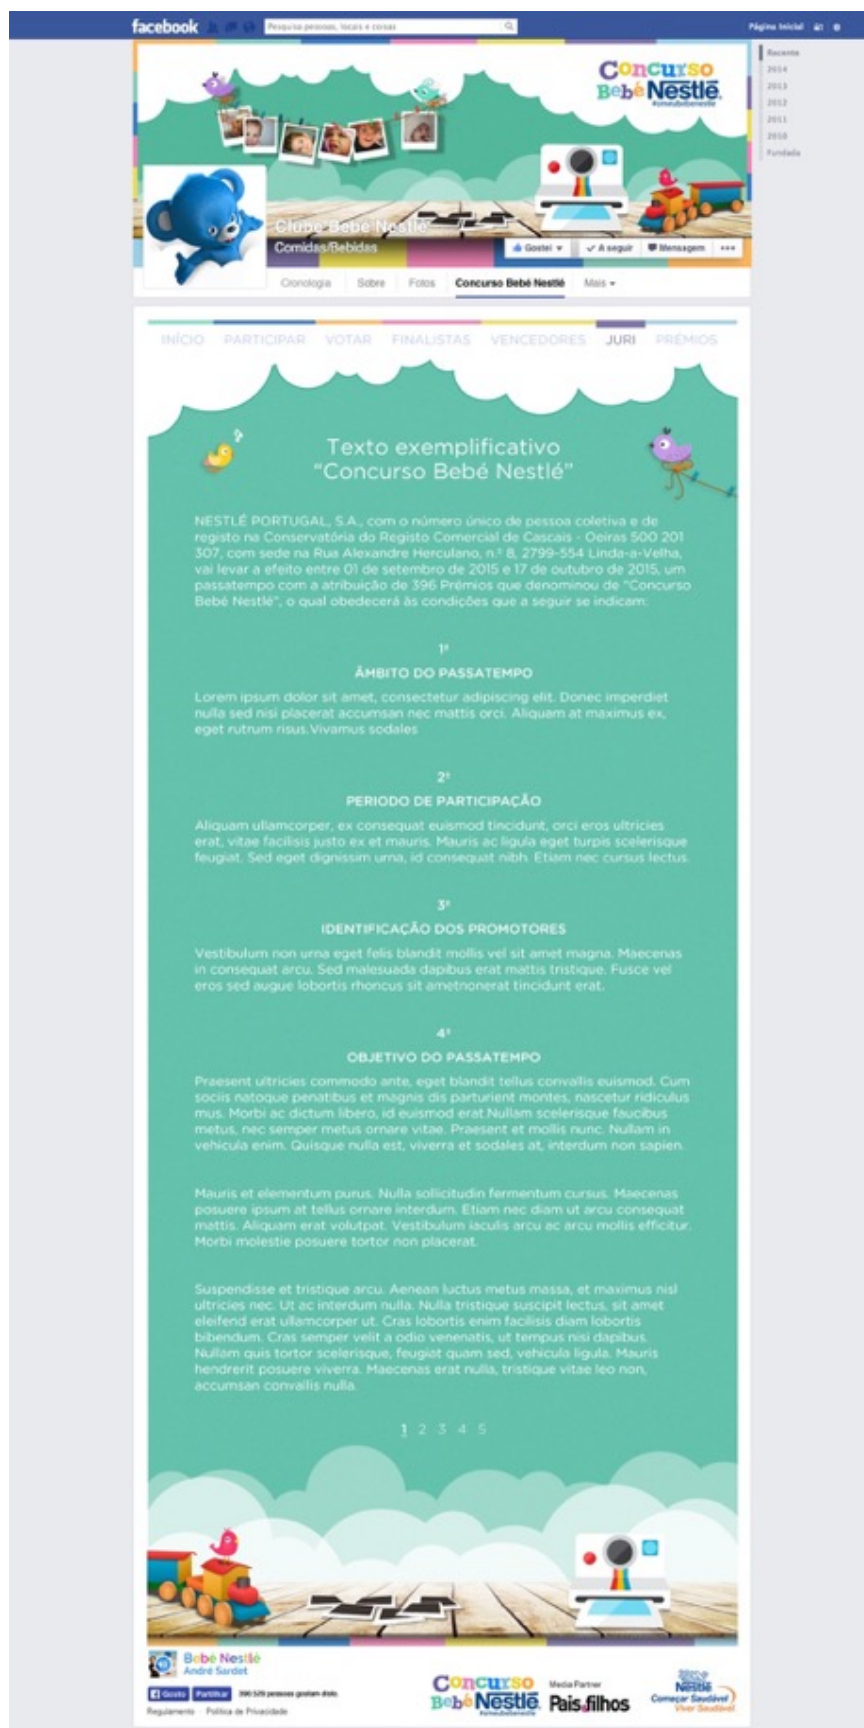 facebook
Pesquisa pessoas, locais e coisas
Página Inicial
Recente
2014
2013
2012
2011
2010
Fundada
Concurso
Bebé Nestlé
#omeubebenestle
Clube Bebé Nestlé
Comidas/Bebidas
Gostei
A seguir
Mensagem
Cronologia Sobre Fotos Concurso Bebé Nestlé Mais
INÍCIO PARTICIPAR VOTAR FINALISTAS VENCEDORES JURI PRÉMIOS
Texto exemplificativo
“Concurso Bebé Nestlé”
NESTLÉ PORTUGAL, S.A., com o número único de pessoa coletiva e de
registo na Conservatória do Registo Comercial de Cascais - Oeiras 500 201
307, com sede na Rua Alexandre Herculano, n.º 8, 2799-554 Linda-a-Velha,
vai levar a efeito entre 01 de setembro de 2015 e 17 de outubro de 2015, um
passatempo com a atribuição de 396 Prémios que denominou de "Concurso
Bebé Nestlé", o qual obedecerá às condições que a seguir se indicam:
1º
ÂMBITO DO PASSATEMPO
Lorem ipsum dolor sit amet, consectetur adipiscing elit. Donec imperdiet
nulla sed nisi placerat accumsan nec mattis orci. Aliquam at maximus ex,
eget rutrum risus.Vivamus sodales
2º
PERIODO DE PARTICIPAÇÃO
Aliquam ullamcorper, ex consequat euismod tincidunt, orci eros ultricies
erat, vitae facilisis justo ex et mauris. Mauris ac ligula eget turpis scelerisque
feugiat. Sed eget dignissim urna, id consequat nibh. Etiam nec cursus lectus.
3º
IDENTIFICAÇÃO DOS PROMOTORES
Vestibulum non urna eget felis blandit mollis vel sit amet magna. Maecenas
in consequat arcu. Sed malesuada dapibus erat mattis tristique. Fusce vel
eros sed augue lobortis rhoncus sit ametnonerat tincidunt erat.
4º
OBJETIVO DO PASSATEMPO
Praesent ultricies commodo ante, eget blandit tellus convallis euismod. Cum
sociis natoque penatibus et magnis dis parturient montes, nascetur ridiculus
mus. Morbi ac dictum libero, id euismod erat.Nullam scelerisque faucibus
metus, nec semper metus ornare vitae. Praesent et mollis nunc. Nullam in
vehicula enim. Quisque nulla est, viverra et sodales at, interdum non sapien.
Mauris et elementum purus. Nulla sollicitudin fermentum cursus. Maecenas
posuere ipsum at tellus ornare interdum. Etiam nec diam ut arcu consequat
mattis. Aliquam erat volutpat. Vestibulum iaculis arcu ac arcu mollis efficitur.
Morbi molestie posuere tortor non placerat.
Suspendisse et tristique arcu. Aenean luctus metus massa, et maximus nisl
ultricies nec. Ut ac interdum nulla. Nulla tristique suscipit lectus, sit amet
eleifend erat ullamcorper ut. Cras lobortis enim facilisis diam lobortis
bibendum. Cras semper velit a odio venenatis, ut tempus nisi dapibus.
Nullam quis tortor scelerisque, feugiat quam sed, vehicula ligula. Mauris
hendrerit posuere viverra. Maecenas erat nulla, tristique vitae leo non,
accumsan convallis nulla.
1 2 3 4 5
Bebé Nestlé
André Sardet
Gosto Partilhar 390.529 pessoas gostam disto.
Regulamento Política de Privacidade
Concurso
Bebé Nestlé
#omeubebenestle
Media Partner
Pais&filhos
Nestlé
Começar Saudável
Viver Saudável